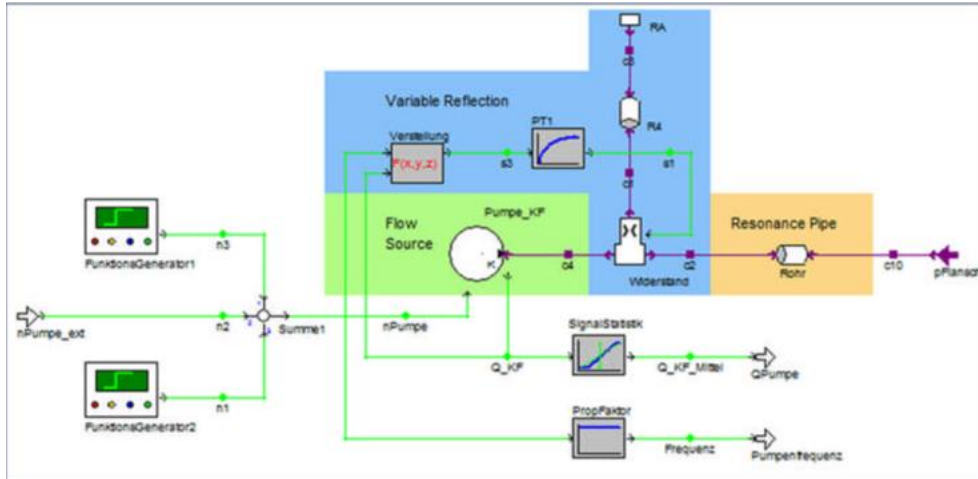 RA
c3
Variable Reflection
PT1
R4
Verstellung
F(x,y,z)
s3
s1
c1
Flow
Source
Pumpe_KF
Resonance Pipe
K
c4
c2
c10
pFlansch
Widerstand
Rohr
n3
FunktionsGenerator1
nPumpe_ext
n2
Summe1
nPumpe
SignalStatistik
Q_KF
Q_KF_Mittel
QPumpe
n1
FunktionsGenerator2
PropFaktor
Frequenz
Pumpenfrequenz